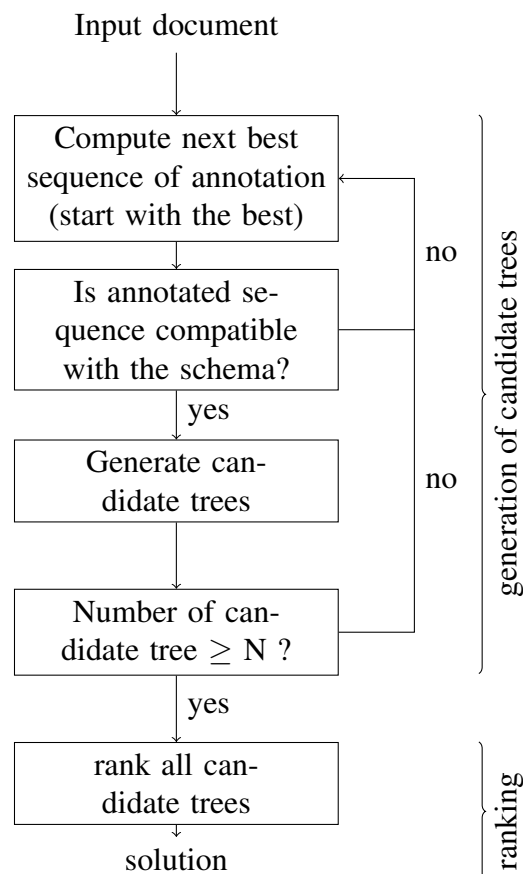 Input document
Compute next best
sequence of annotation
(start with the best)
no
Is annotated se-
quence compatible
with the schema?
yes
Generate can-
didate trees
no
Number of can-
didate tree ≥ N ?
yes
generation of candidate trees
rank all can-
didate trees
solution
ranking